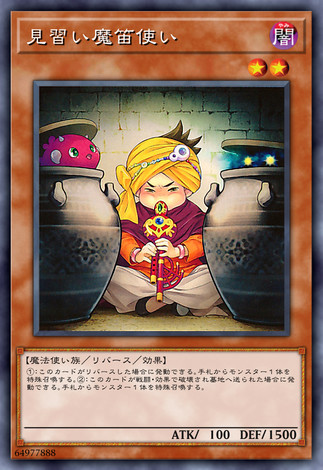 見習い魔笛使い
やみ
闇
【魔法使い族／リバース／効果】
①:このカードがリバースした場合に発動できる。手札からモンスター１体を
特殊召喚する。②:このカードが戦闘・効果で破壊され墓地へ送られた場合に発
動できる。手札からモンスター１体を特殊召喚する。
ATK/ 100 DEF/1500
64977888